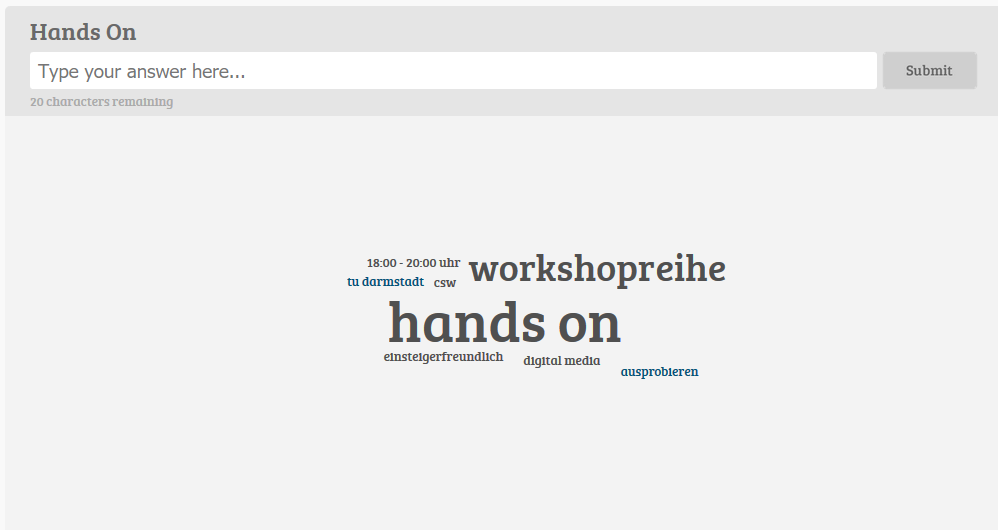 Hands On
Type your answer here...
Submit
20 characters remaining
18:00 - 20:00 uhr
workshopreihe
tu darmstadt
csw
hands on
einsteigerfreundlich
digital media
ausprobieren